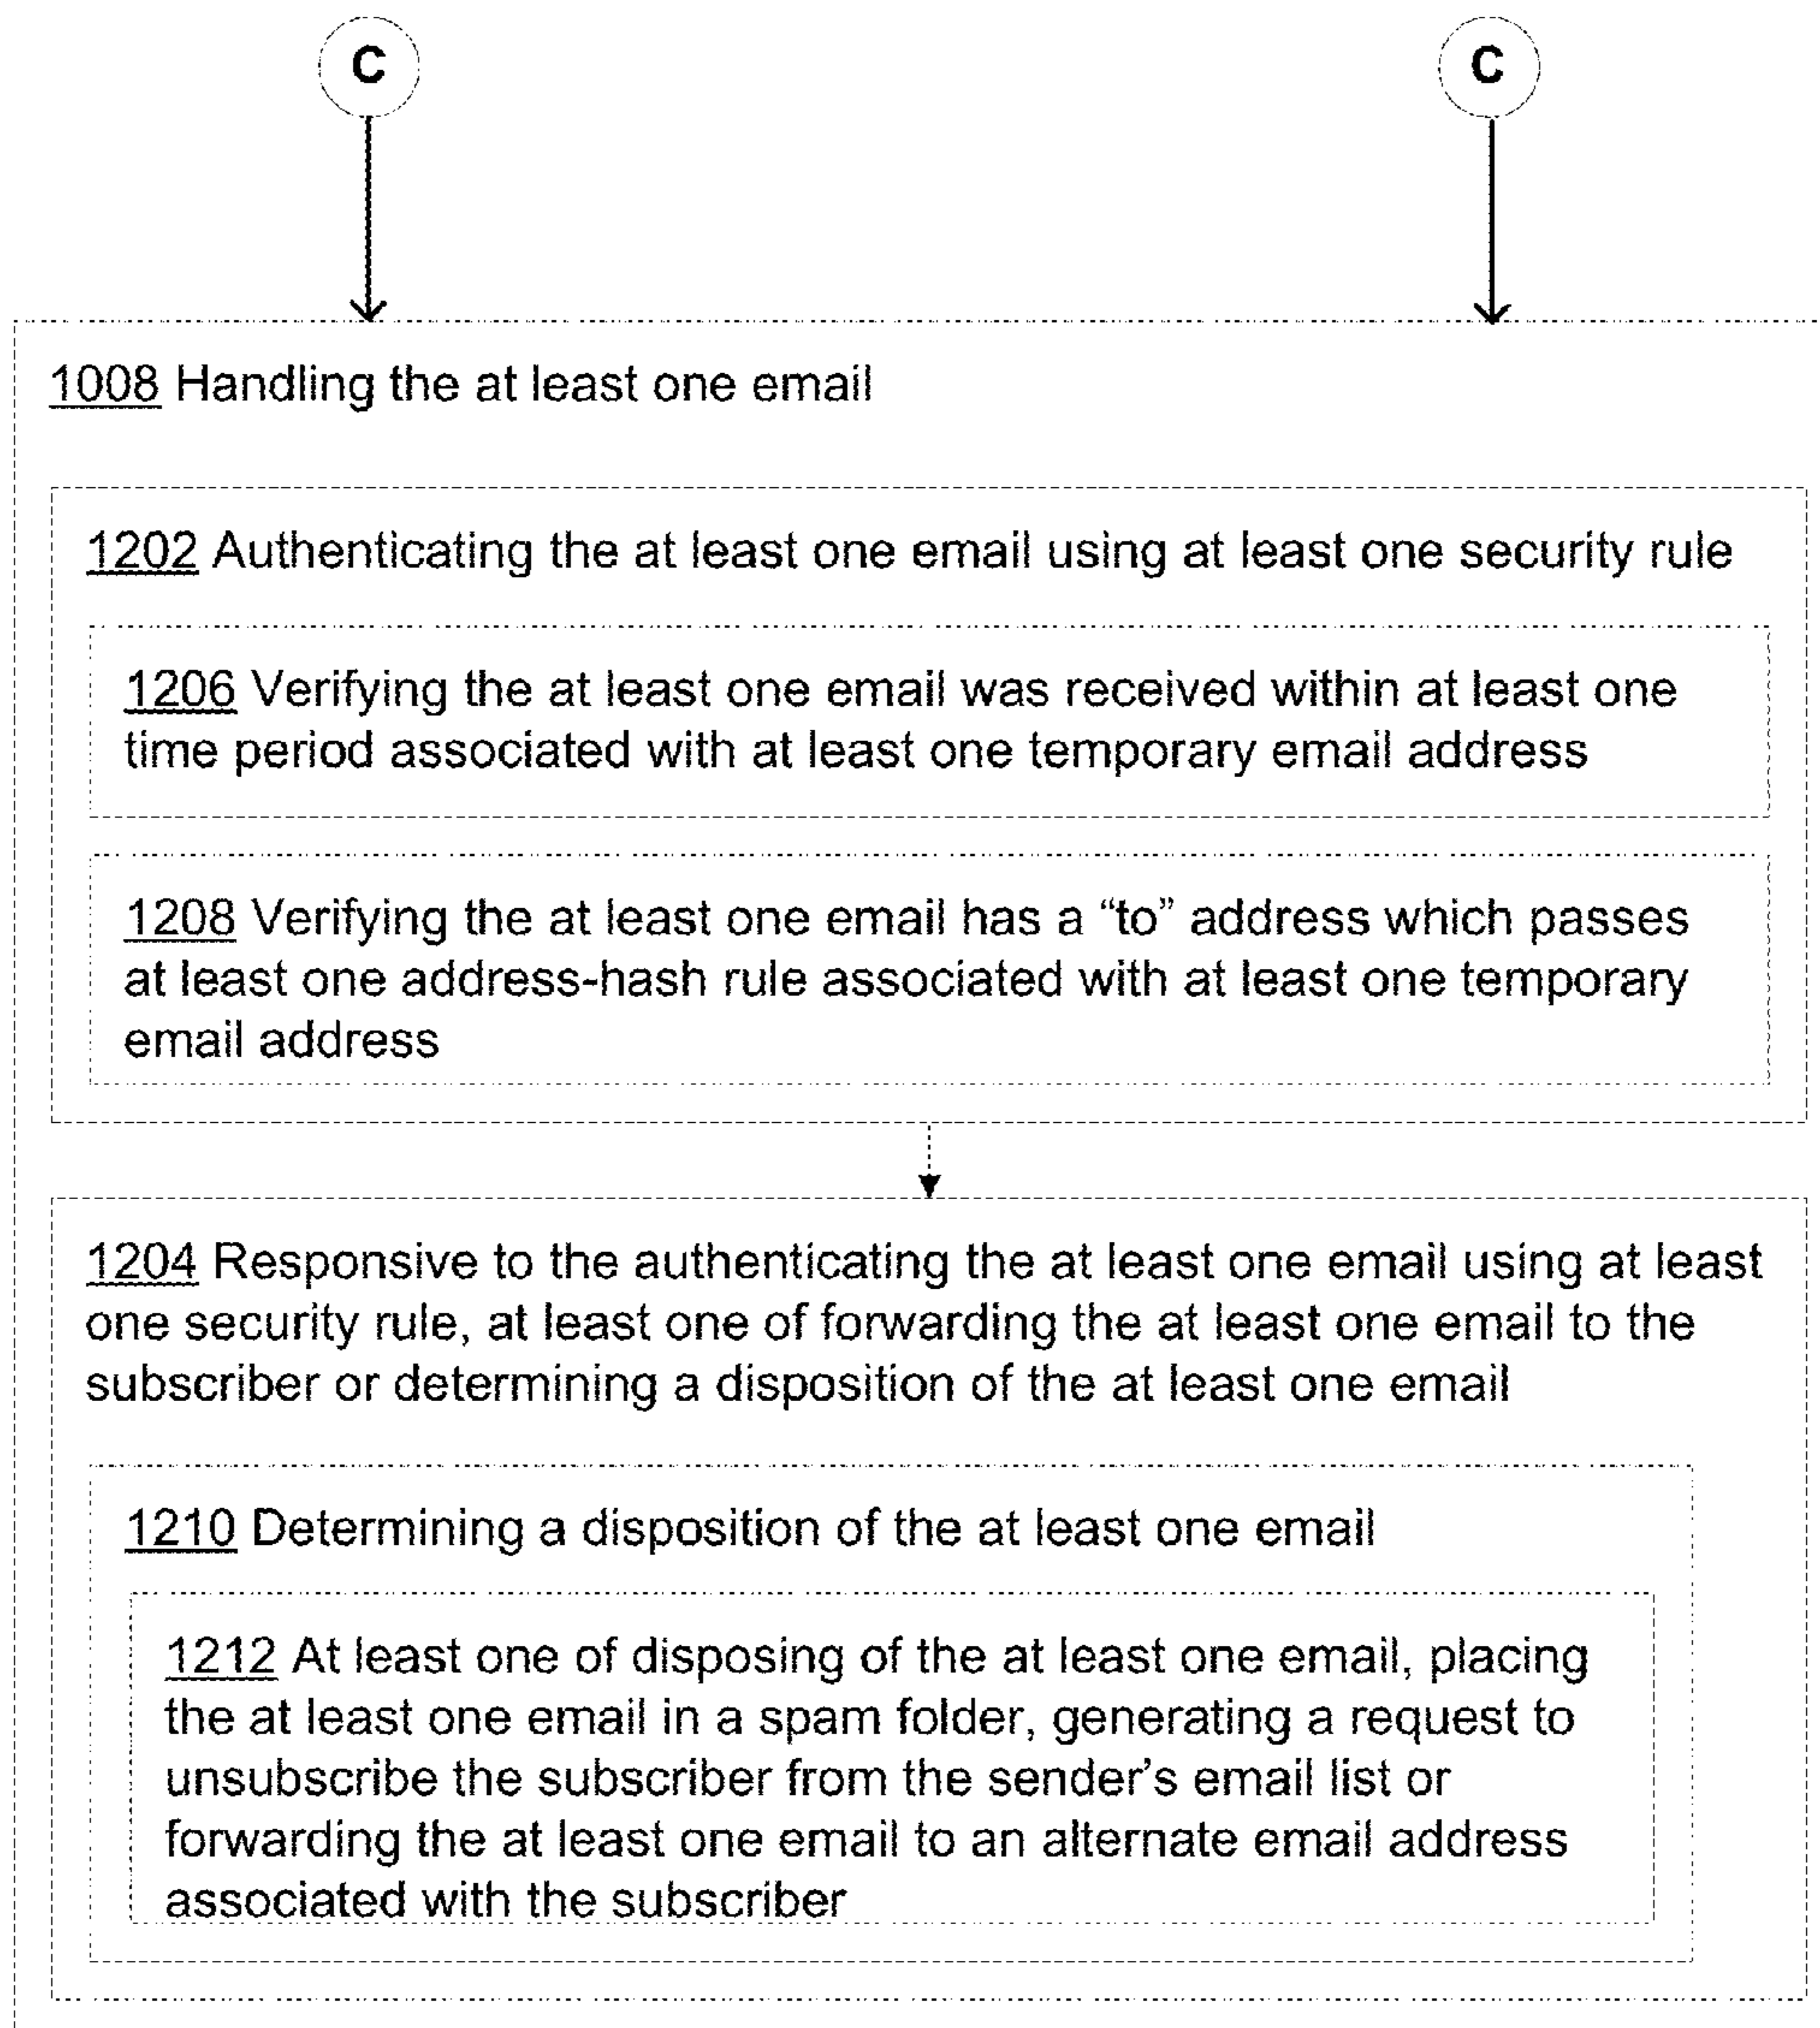 C
C
1008 Handling the at least one email
1202 Authenticating the at least one email using at least one security rule
1206 Verifying the at least one email was received within at least one
time period associated with at least one temporary email address
1208 Verifying the at least one email has a “to” address which passes
at least one address-hash rule associated with at least one temporary
email address
1204 Responsive to the authenticating the at least one email using at least
one security rule, at least one of forwarding the at least one email to the
subscriber or determining a disposition of the at least one email
1210 Determining a disposition of the at least one email
1212 At least one of disposing of the at least one email, placing
the at least one email in a spam folder, generating a request to
unsubscribe the subscriber from the sender’s email list or
forwarding the at least one email to an alternate email address
associated with the subscriber